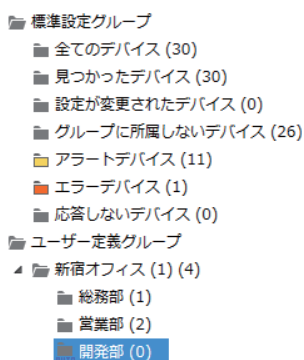 標準設定グループ
全てのデバイス (30)
見つかったデバイス (30)
設定が変更されたデバイス (0)
グループに所属しないデバイス (26)
アラートデバイス (11)
エラーデバイス (1)
応答しないデバイス (0)
ユーザー定義グループ
新宿オフィス (1) (4)
総務部 (1)
営業部 (2)
開発部 (0)